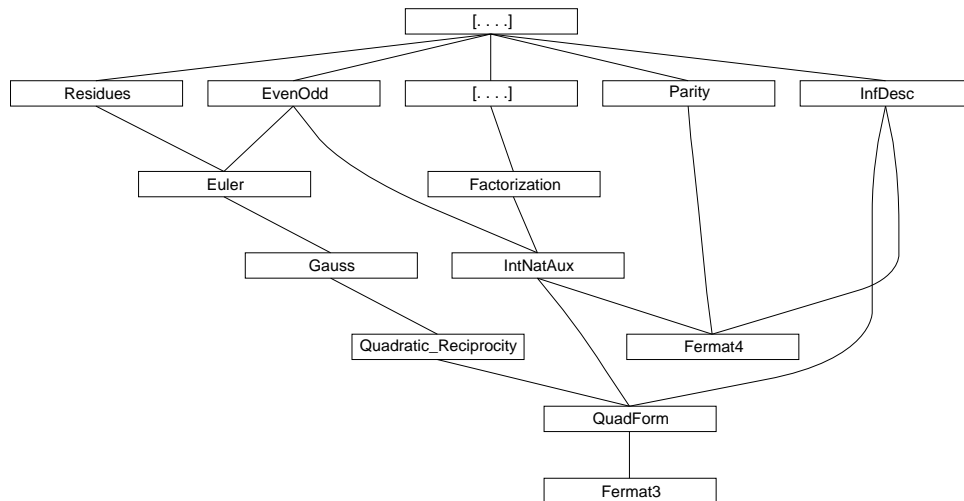 [. . . .]
Residues
EvenOdd
[. . . .]
Parity
InfDesc
Euler
Factorization
Gauss
IntNatAux
Quadratic_Reciprocity
Fermat4
QuadForm
Fermat3